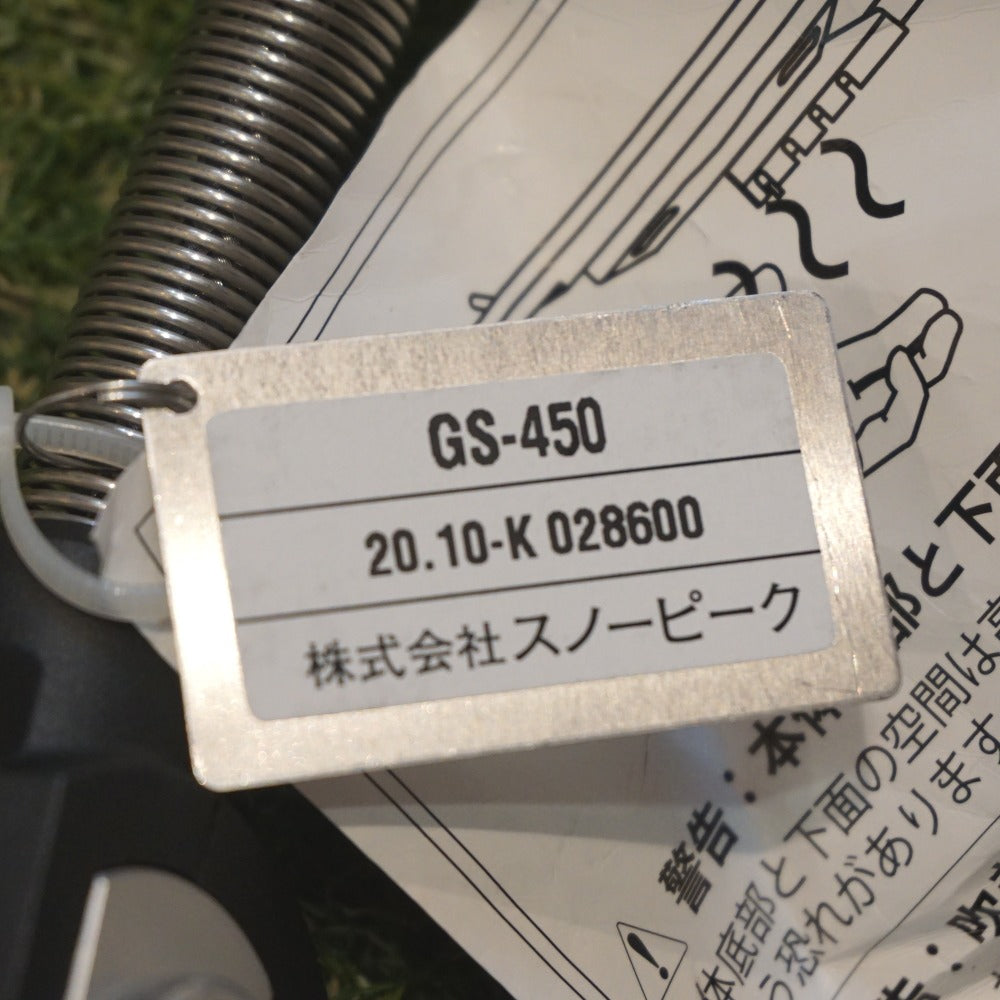 GS-450
20.10-K 028600
株式会社スノーピーク
部と下面
警告・本体
底部と下面の空間は高
う恐れがあります